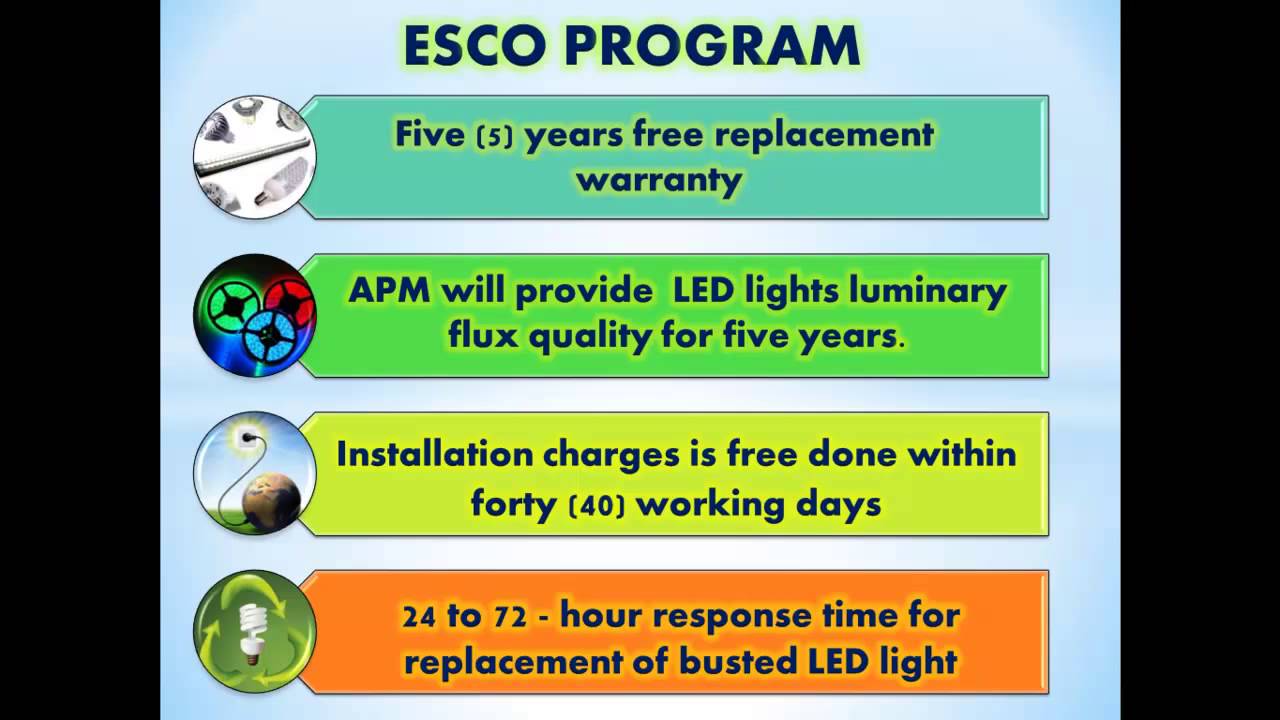 ESCO PROGRAM
Five (5) years free replacement
warranty
APM will provide LED lights luminary
flux quality for five years.
Installation charges is free done within
forty (40) working days
24 to 72 - hour response time for
replacement of busted LED light